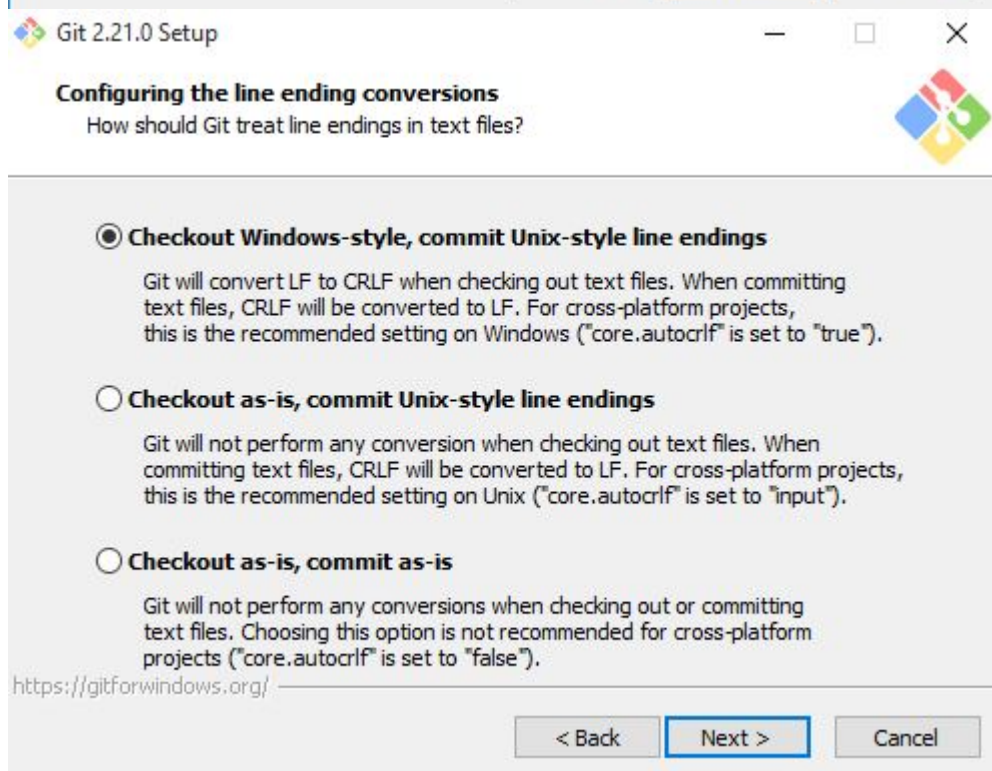 Git 2.21.0 Setup
Configuring the line ending conversions
How should Git treat line endings in text files?
Checkout Windows-style, commit Unix-style line endings
Git will convert LF to CRLF when checking out text files. When committing
text files, CRLF will be converted to LF. For cross-platform projects,
this is the recommended setting on Windows ("core.autocrlf" is set to "true").
Checkout as-is, commit Unix-style line endings
Git will not perform any conversion when checking out text files. When
committing text files, CRLF will be converted to LF. For cross-platform projects,
this is the recommended setting on Unix ("core.autocrlf" is set to "input").
Checkout as-is, commit as-is
Git will not perform any conversions when checking out or committing
text files. Choosing this option is not recommended for cross-platform
projects ("core.autocrlf" is set to "false").
https://gitforwindows.org/
< Back Next > Cancel